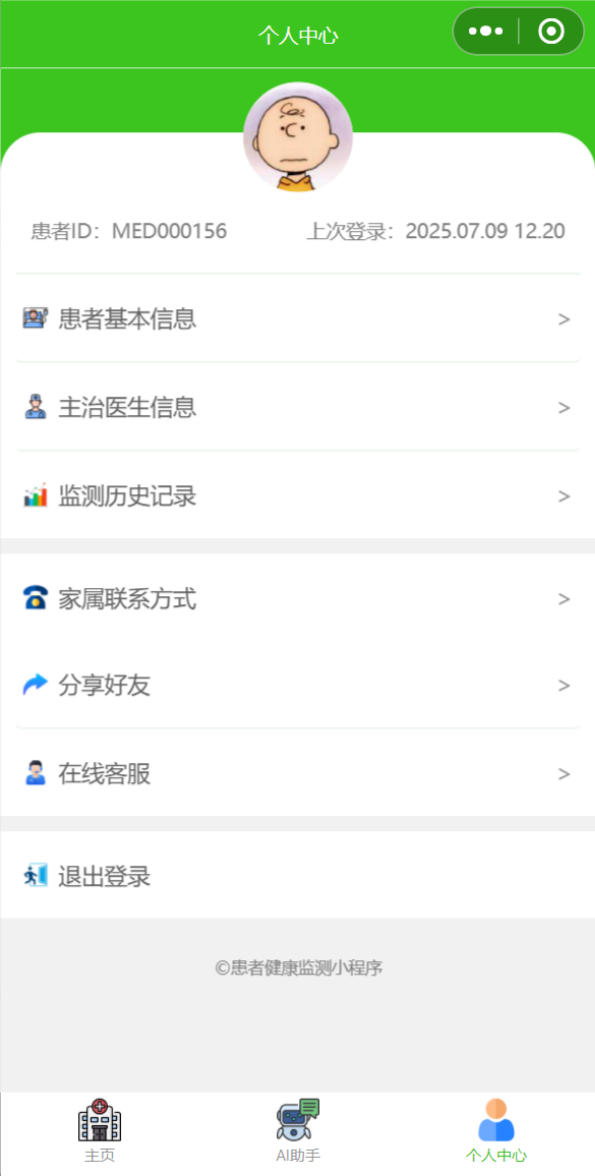 个人中心
患者ID：MED000156 上次登录：2025.07.09 12.20
患者基本信息 >
主治医生信息 >
监测历史记录 >
家属联系方式 >
分享好友 >
在线客服 >
退出登录
©患者健康监测小程序
主页 AI助手 个人中心